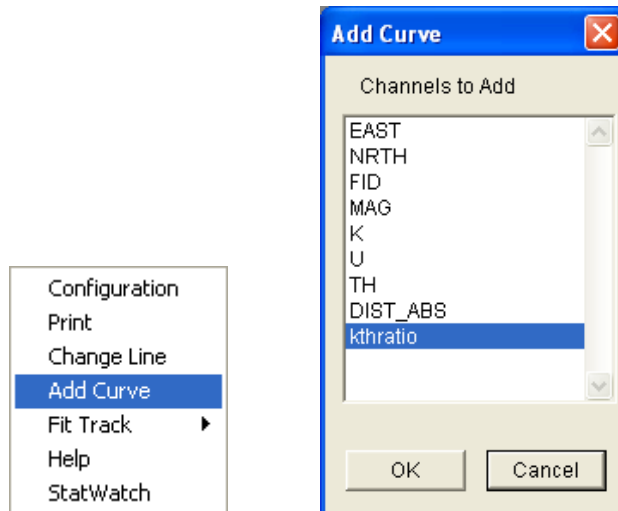 Configuration
Print
Change Line
Add Curve
Fit Track
Help
StatWatch
Add Curve
Channels to Add
EAST
NRTH
FID
MAG
K
U
TH
DIST_ABS
kthratio
OK
Cancel